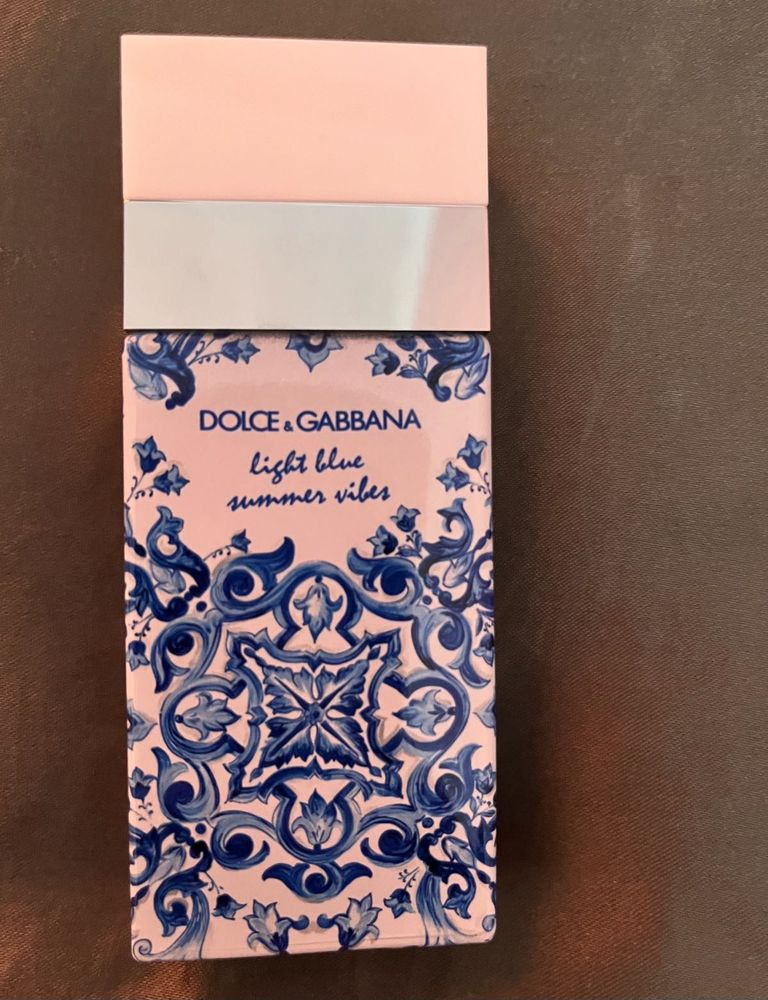 DOLCE & GABBANA
light blue
summer vibes